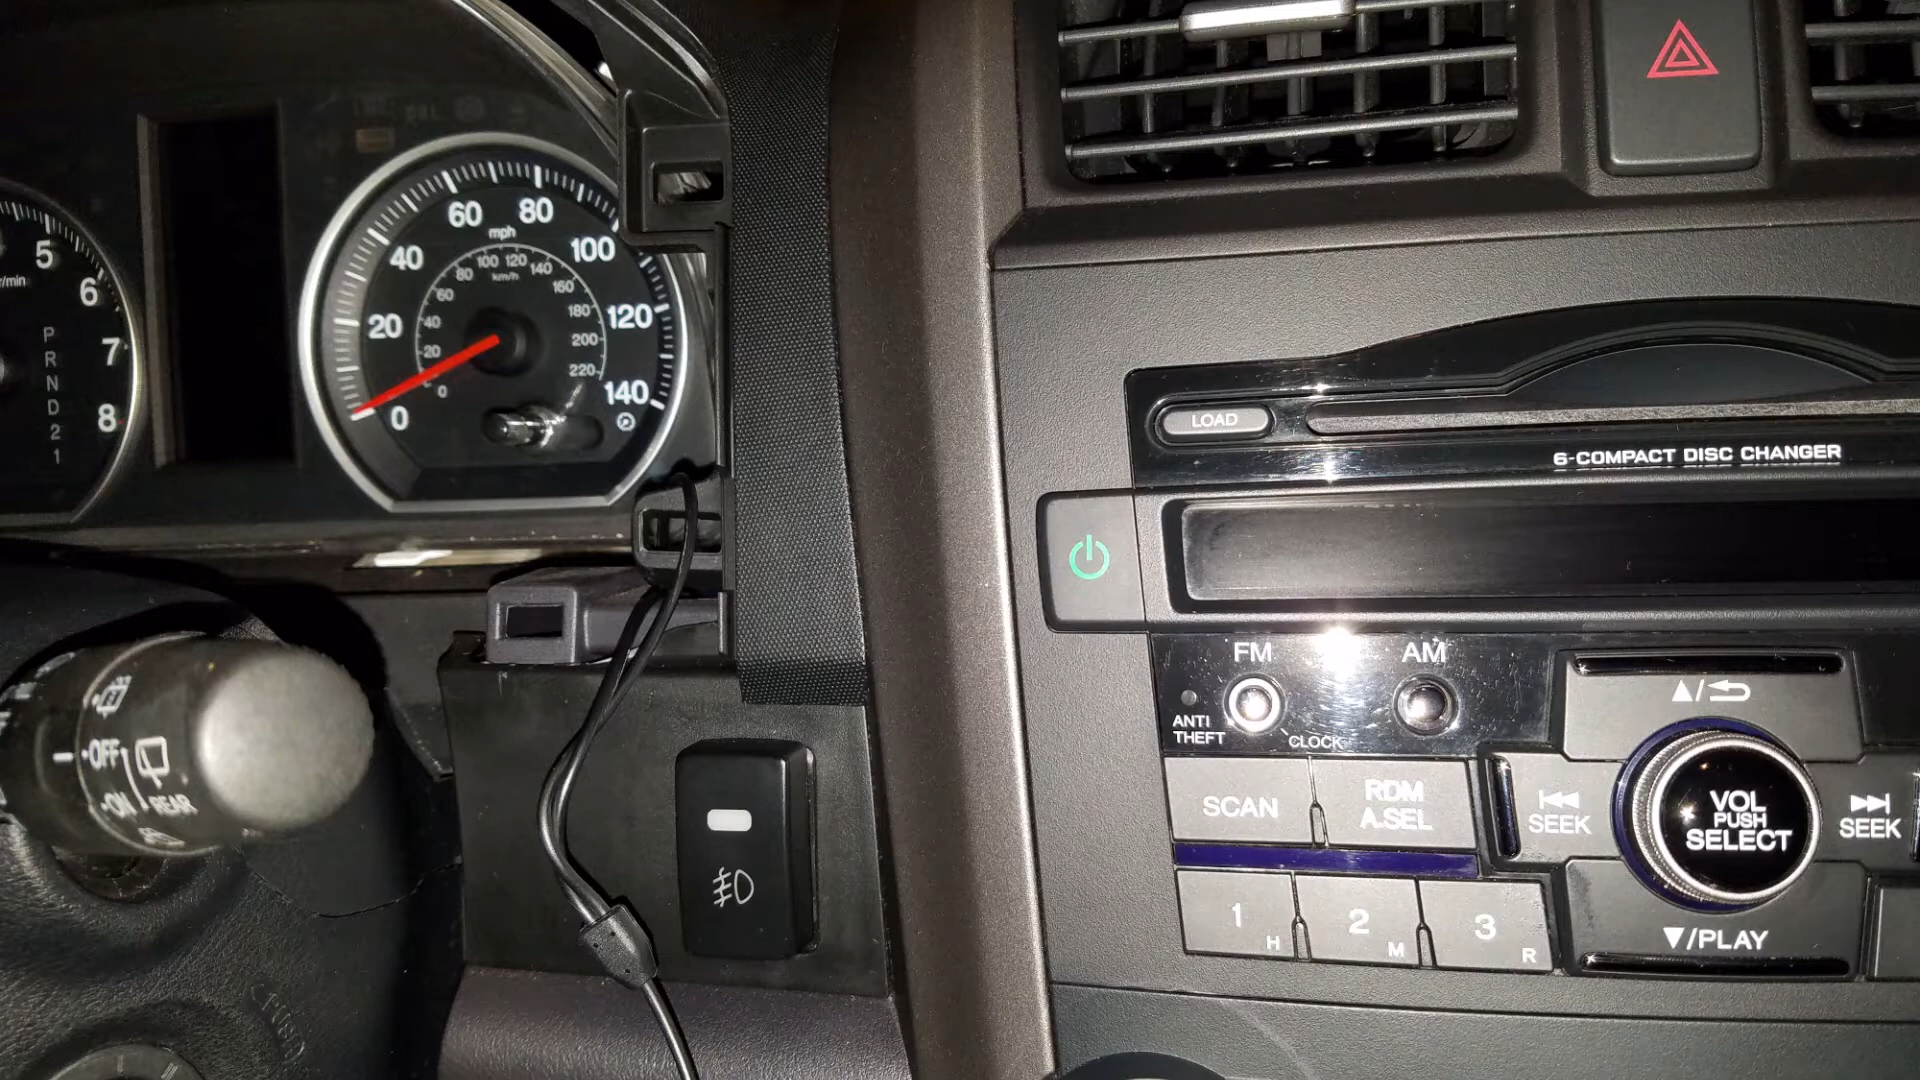 5
6
7
8
r/min
P
R
N
D
2
1
0
20
40
60
80
100
120
140
mph
0
20
40
60
80
100
120
140
160
180
200
220
km/h
OFF
ON
REAR
LOAD
6-COMPACT DISC CHANGER
FM
AM
ANTI
THEFT
CLOCK
SCAN
RDM
A.SEL
SEEK
VOL
PUSH
SELECT
SEEK
1
H
2
M
3
R
▲/
▼/PLAY